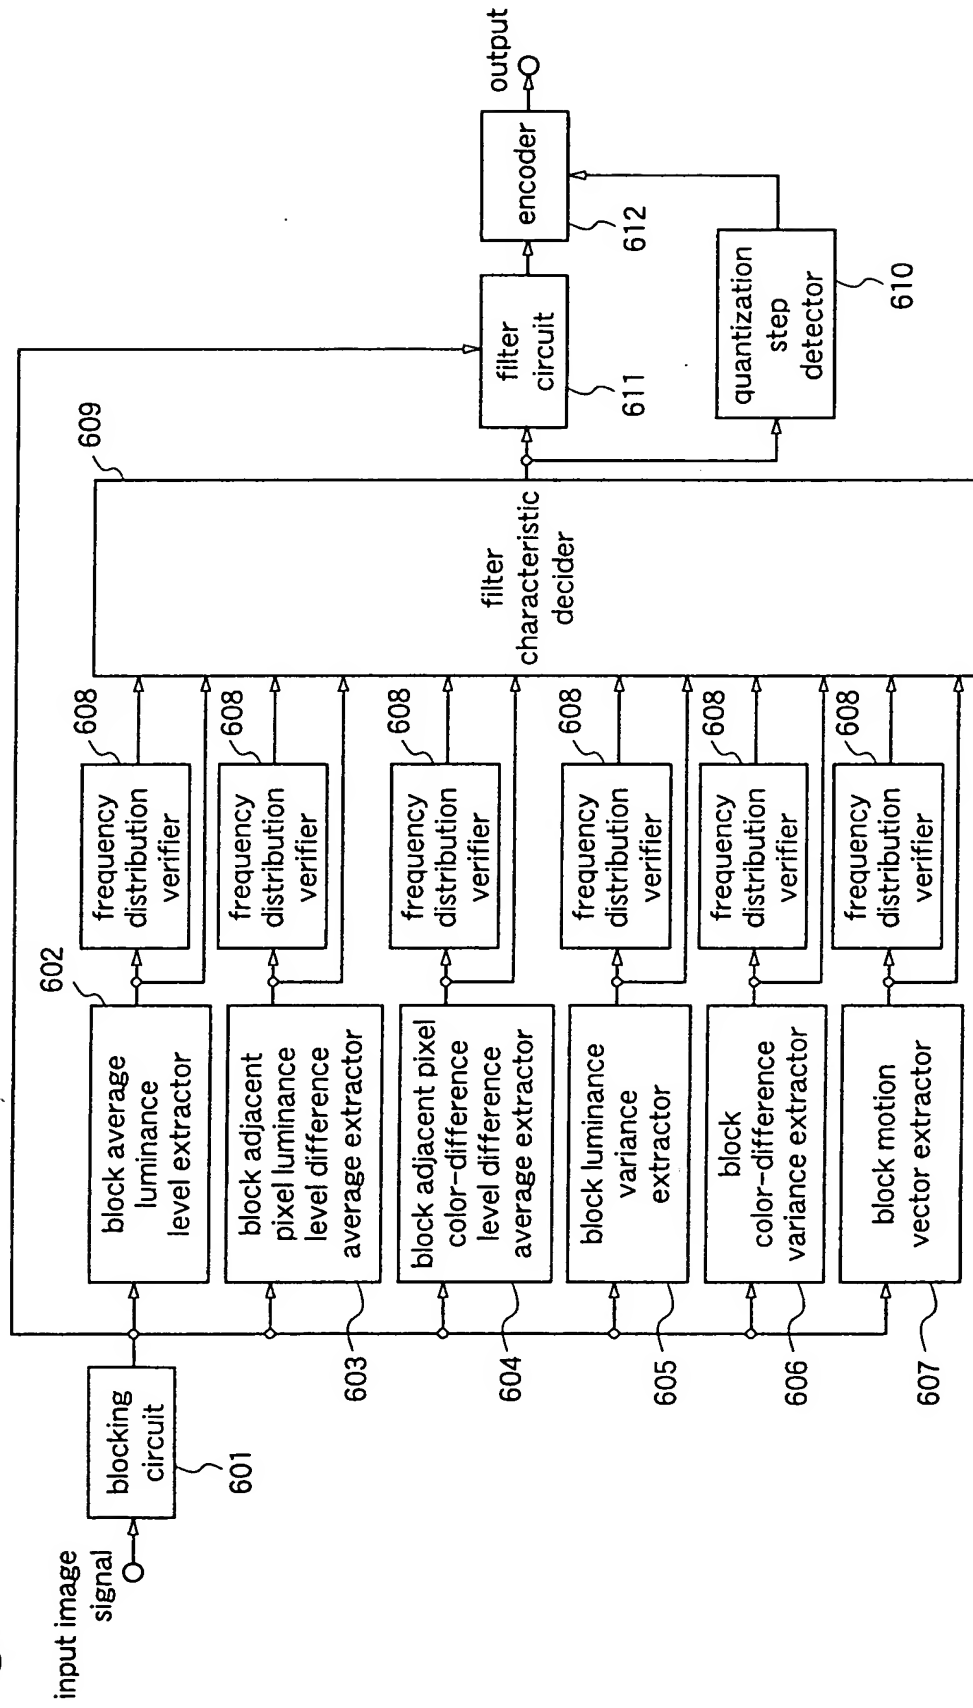 input image
signal
blocking
circuit
601
block average
luminance
level extractor
602
frequency
distribution
verifier
608
block adjacent
pixel luminance
level difference
average extractor
603
frequency
distribution
verifier
608
block adjacent pixel
color-difference
level difference
average extractor
604
frequency
distribution
verifier
608
block luminance
variance
extractor
605
frequency
distribution
verifier
608
block
color-difference
variance extractor
606
frequency
distribution
verifier
608
block motion
vector extractor
607
frequency
distribution
verifier
608
filter
characteristic
decider
609
filter
circuit
611
encoder
612
output
quantization
step
detector
610